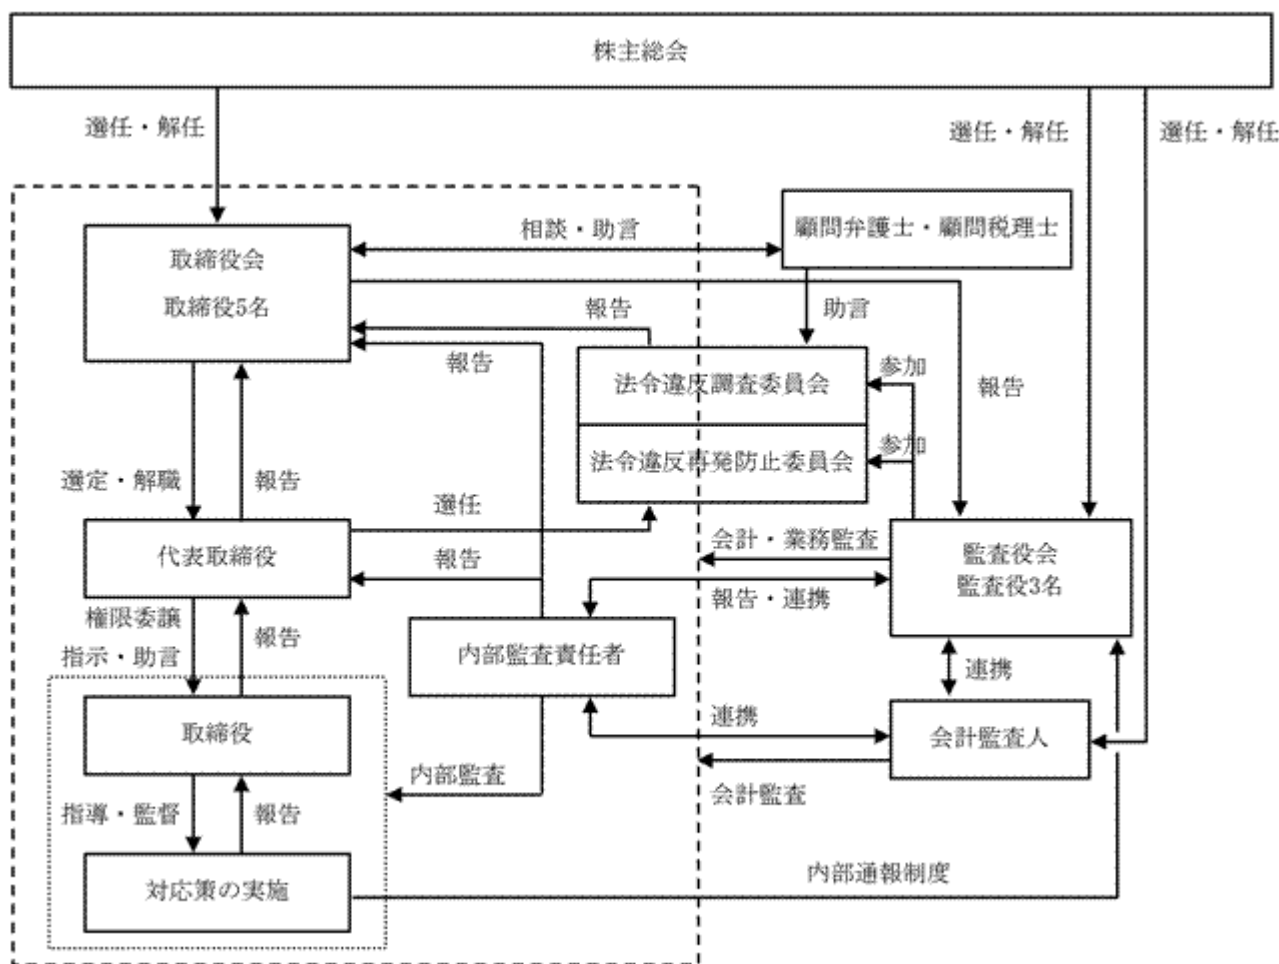 株主総会
選任・解任
選任・解任
選任・解任
取締役会
取締役5名
相談・助言
顧問弁護士・顧問税理士
報告
助言
報告
法令違反調査委員会
参加
報告
法令違反再発防止委員会
参加
選定・解職
報告
選任
代表取締役
報告
会計・業務監査
監査役会
監査役3名
報告・連携
権限委譲
指示・助言
報告
内部監査責任者
連携
取締役
連携
会計監査人
内部監査
会計監査
指導・監督
報告
対応策の実施
内部通報制度